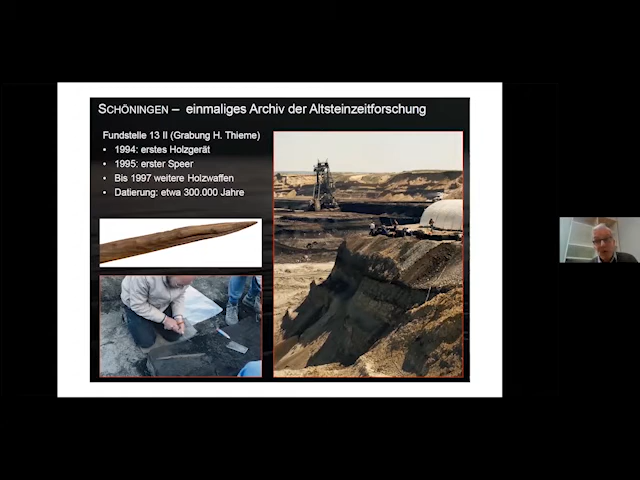 SCHÖNINGEN – einmaliges Archiv der Altsteinzeitforschung
Fundstelle 13 II (Grabung H. Thieme)
• 1994: erstes Holzgerät
• 1995: erster Speer
• Bis 1997 weitere Holzwaffen
• Datierung: etwa 300.000 Jahre